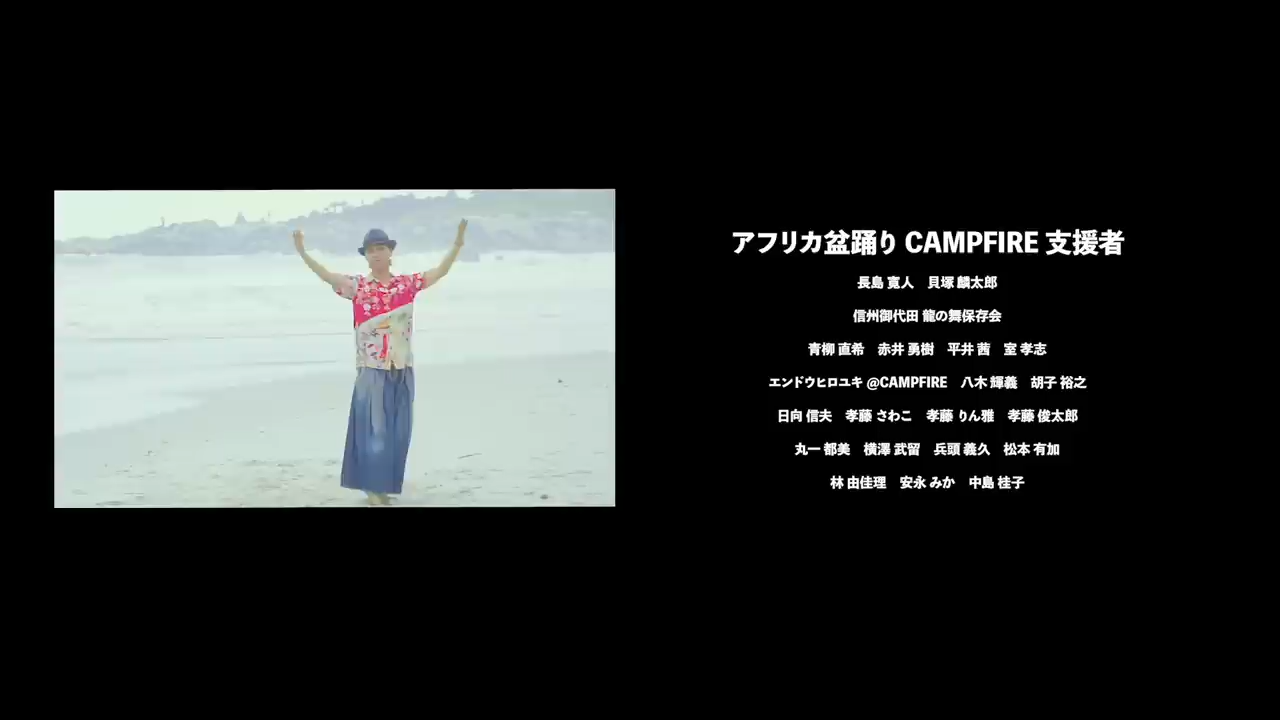 アフリカ盆踊り CAMPFIRE 支援者
長島 寛人　貝塚 麟太郎
信州御代田 龍の舞保存会
青柳 直希　赤井 勇樹　平井 茜　室 孝志
エンドウヒロユキ @CAMPFIRE　八木 輝義　胡子 裕之
日向 信夫　孝藤 さわこ　孝藤 りん雅　孝藤 俊太郎
丸一 都美　横澤 武留　兵頭 義久　松本 有加
林 由佳理　安永 みか　中島 桂子